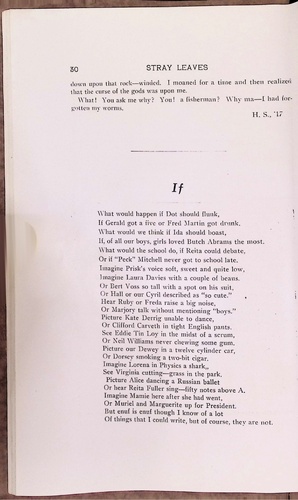 30
STRAY LEAVES
down upon that rock—winded. I moaned for a time and then realized
that the curse of the gods was upon me.
What! You ask me why? You! a fisherman? Why ma—I had for-
gotten my worms.
H. S., '17
If
What would happen if Dot should flunk,
If Gerald got a five or Fred Martin got drunk.
What would we think if Ida should boast,
If, of all our boys, girls loved Butch Abrams the most.
What would the school do, if Reita could debate,
Or if "Peck" Mitchell never got to school late.
Imagine Prisk's voice soft, sweet and quite low,
Imagine Laura Davies with a couple of beans.
Or Bert Voss so tall with a spot on his suit,
Or Hall or our Cyril described as "so cute."
Hear Ruby or Freda raise a big noise,
Or Marjory talk without mentioning "boys."
Picture Kate Derrig unable to dance,
Or Clifford Carveth in tight English pants.
See Eddie Tin Loy in the midst of a scrum,
Or Neil Williams never chewing some gum.
Picture our Dewey in a twelve cylinder car,
Or Dorsey smoking a two-bit cigar.
Imagine Lorena in Physics a shark,
See Virginia cutting—grass in the park.
Picture Alice dancing a Russian ballet
Or hear Reita Fuller sing—fifty notes above A.
Imagine Mamie here after she had went,
Or Muriel and Marguerite up for President.
But enuf is enuf though I know of a lot
Of things that I could write, but of course, they are not.